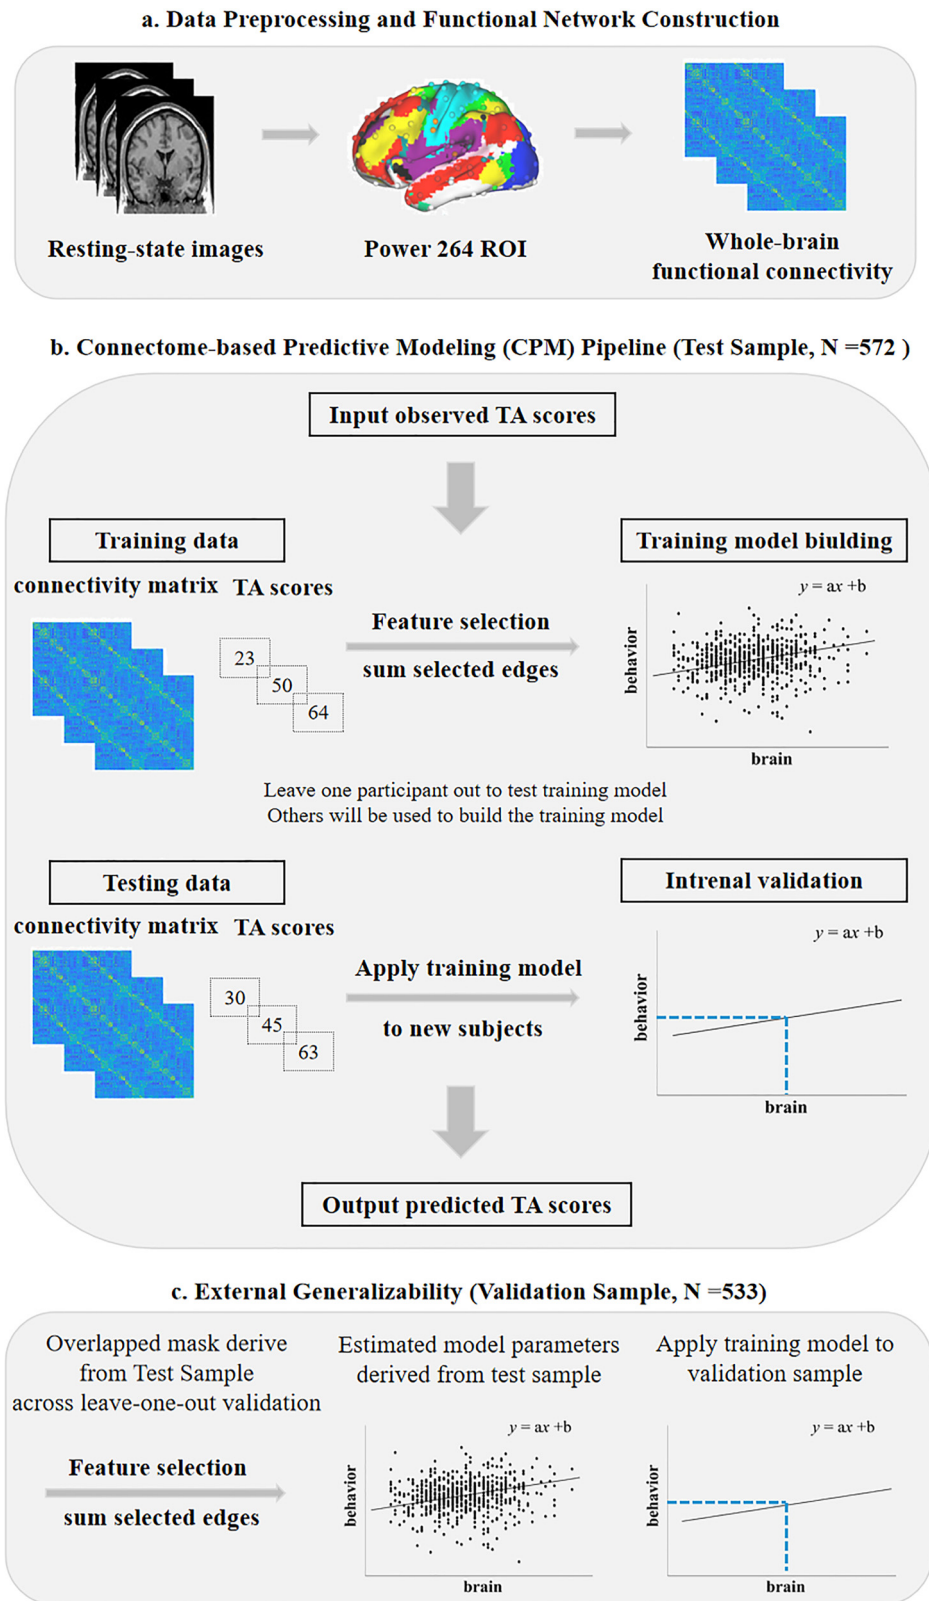 a. Data Preprocessing and Functional Network Construction
Resting-state images
Power 264 ROI
Whole-brain
functional connectivity
b. Connectome-based Predictive Modeling (CPM) Pipeline (Test Sample, N =572 )
Input observed TA scores
Training data
connectivity matrix
TA scores
23
50
64
Feature selection
sum selected edges
Training model biulding
y = ax +b
behavior
brain
Leave one participant out to test training model
Others will be used to build the training model
Testing data
connectivity matrix
TA scores
30
45
63
Apply training model
to new subjects
Intrenal validation
y = ax +b
behavior
brain
Output predicted TA scores
c. External Generalizability (Validation Sample, N =533)
Overlapped mask derive
from Test Sample
across leave-one-out validation
Feature selection
sum selected edges
Estimated model parameters
derived from test sample
y = ax +b
behavior
brain
Apply training model to
validation sample
y = ax +b
behavior
brain